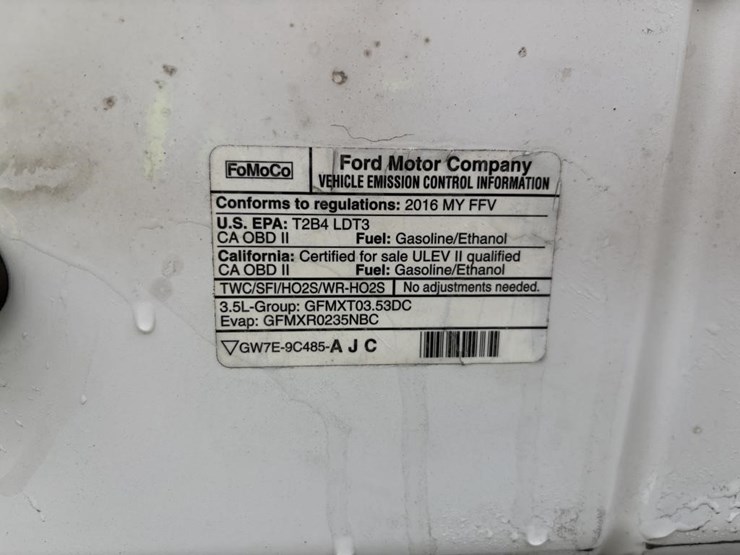 FoMoCo
Ford Motor Company
VEHICLE EMISSION CONTROL INFORMATION
Conforms to regulations: 2016 MY FFV
U.S. EPA: T2B4 LDT3
CA OBD II Fuel: Gasoline/Ethanol
California: Certified for sale ULEV II qualified
CA OBD II Fuel: Gasoline/Ethanol
TWC/SFI/HO2S/WR-HO2S No adjustments needed.
3.5L-Group: GFMXT03.53DC
Evap: GFMXR0235NBC
GW7E-9C485-A J C